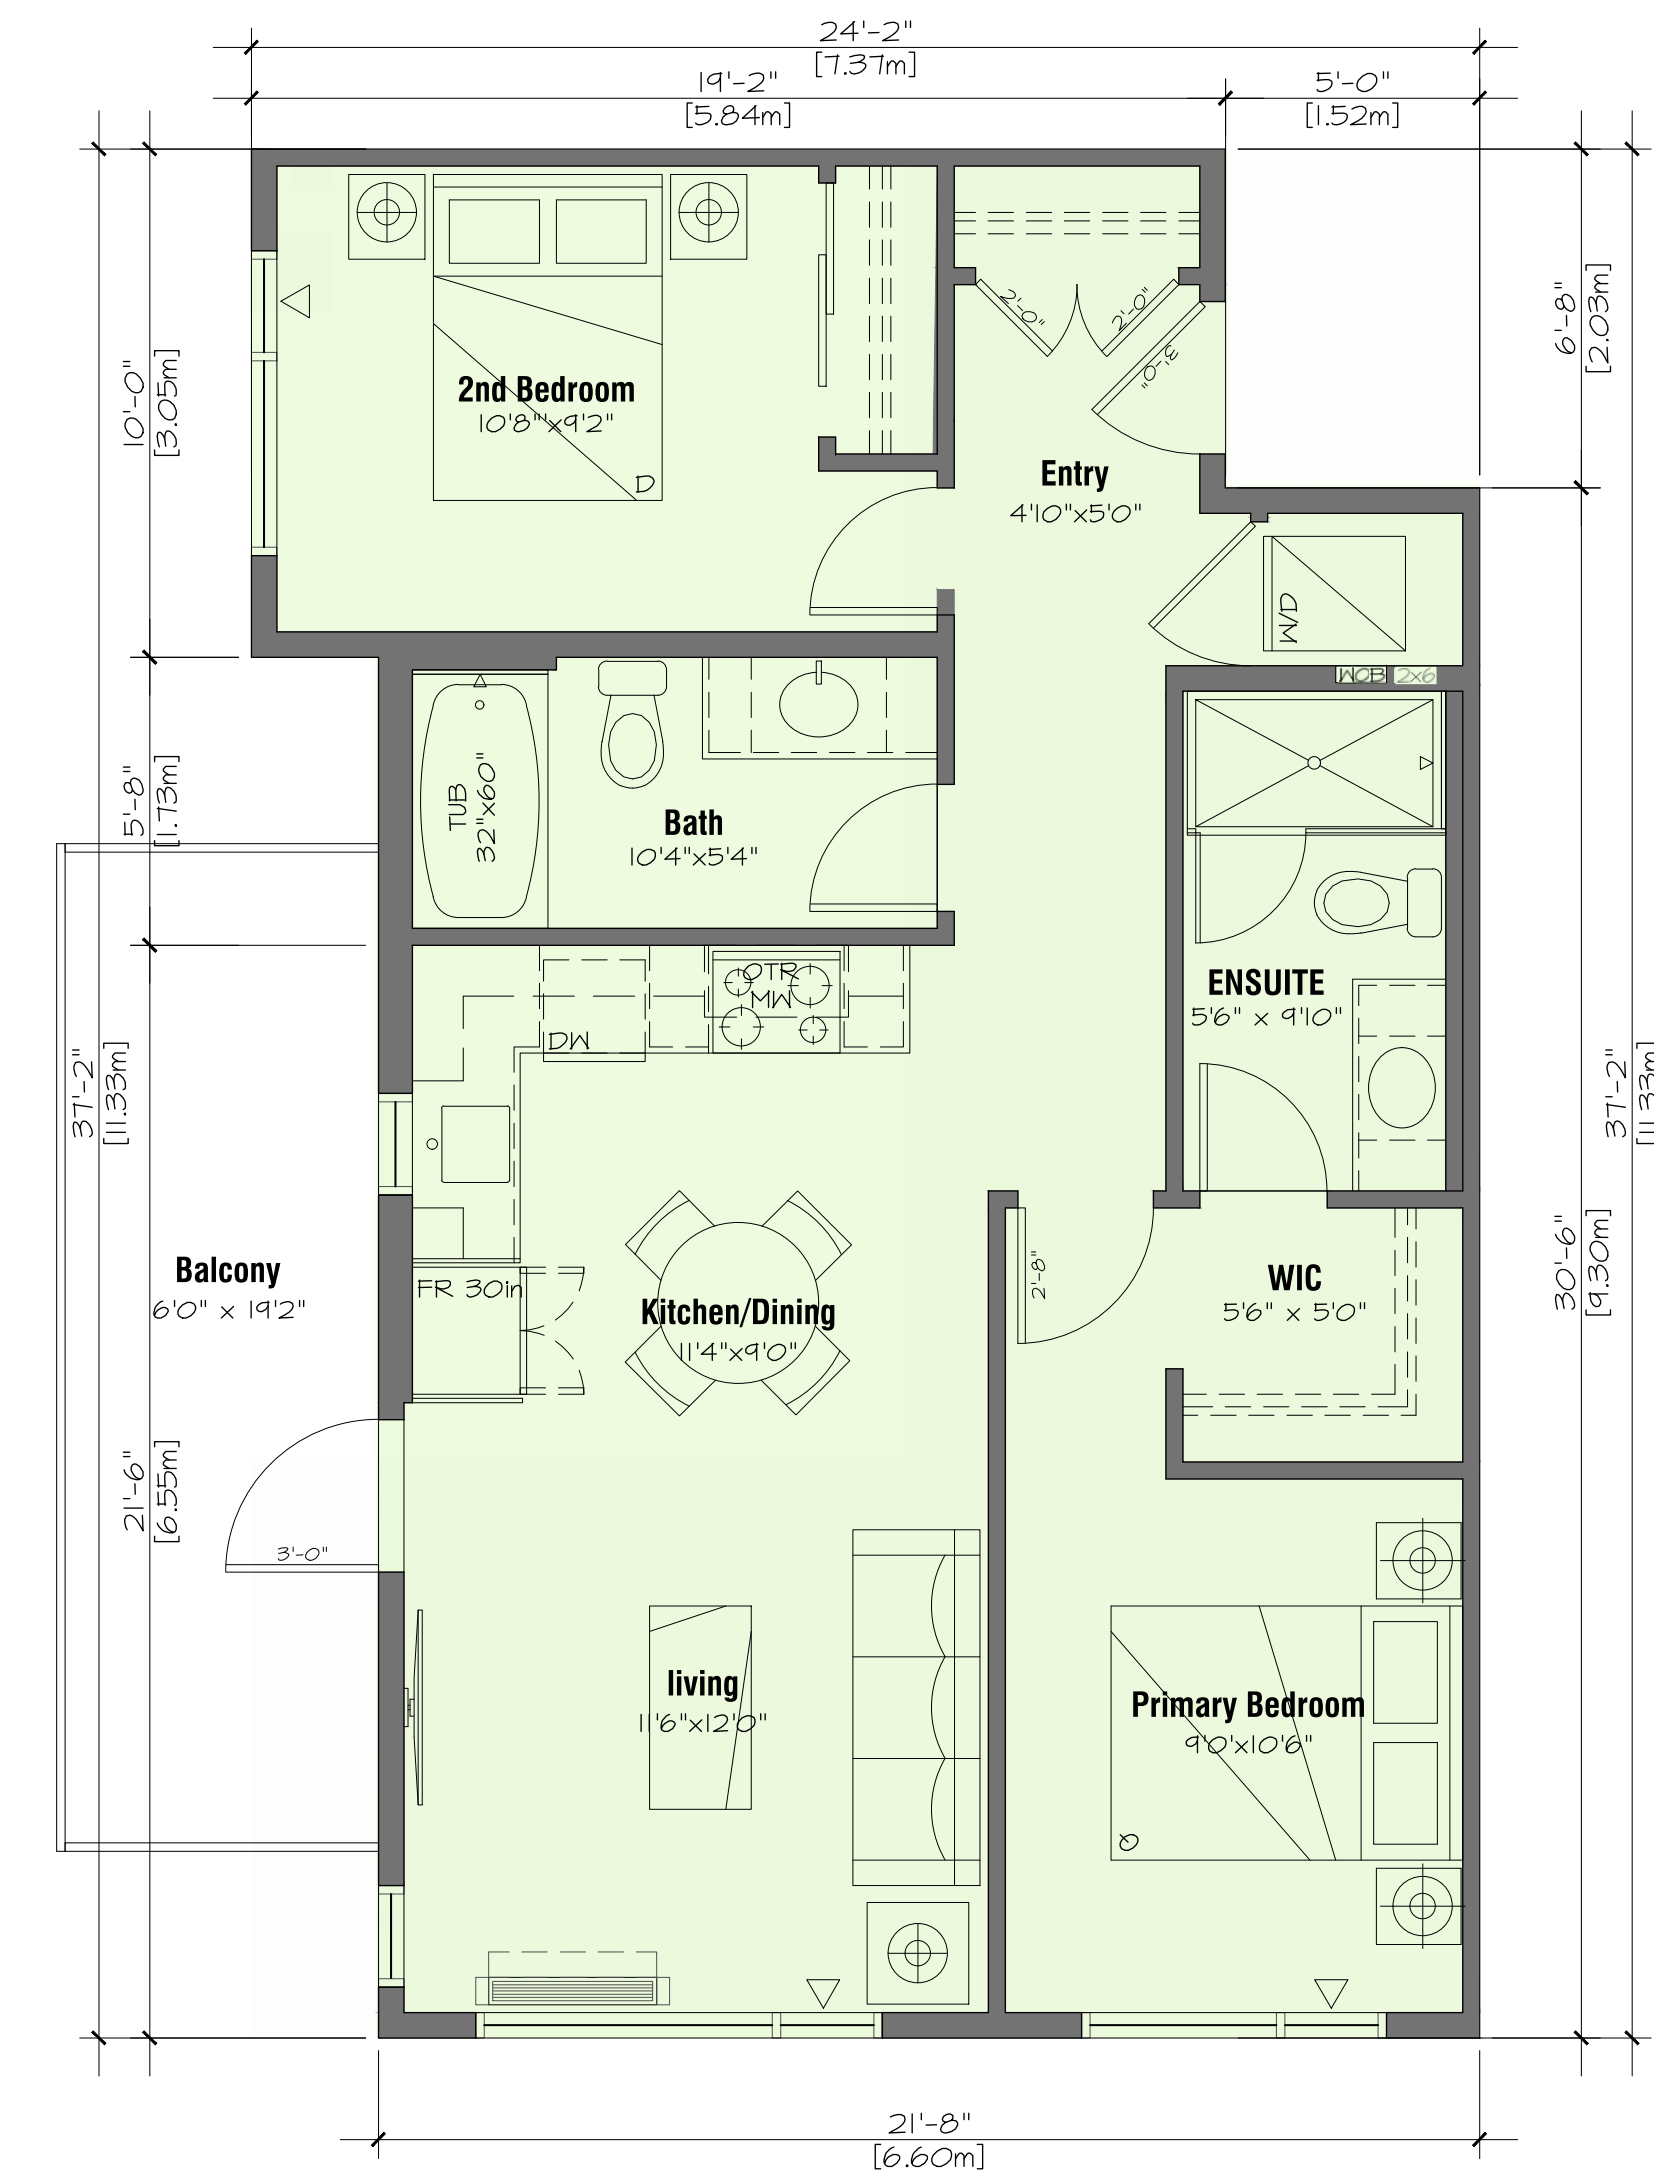 24'-2"
[7.37m]
19'-2"
[5.84m]
5'-0"
[1.52m]
2'-0"
2'-0"
3'-0"
6'-8"
[2.03m]
10'-0"
[3.05m]
2nd Bedroom
10'8"x9'2"
D
Entry
4'10"x5'0"
W/D
WOB
2x6
5'-8"
[1.73m]
TUB
32"x60"
Bath
10'4"x5'4"
OTR
MW
DW
ENSUITE
5'6" x 9'10"
37'-2"
[11.33m]
37'-2"
[11.33m]
Balcony
6'0" x 19'2"
FR 30in
Kitchen/Dining
11'4"x9'0"
2'-8"
WIC
5'6" x 5'0"
30'-6"
[9.30m]
21'-6"
[6.55m]
3'-0"
living
11'6"x12'0"
Primary Bedroom
9'0'x10'6"
Q
21'-8"
[6.60m]